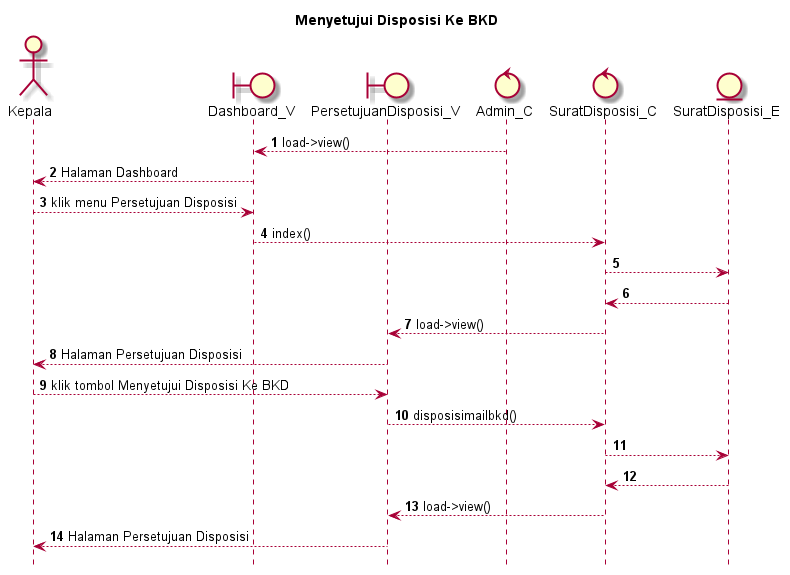 Menyetujui Disposisi Ke BKD
Kepala
Dashboard_V
PersetujuanDisposisi_V
Admin_C
SuratDisposisi_C
SuratDisposisi_E
1 load->view()
2 Halaman Dashboard
3 klik menu Persetujuan Disposisi
4 index()
5
6
7 load->view()
8 Halaman Persetujuan Disposisi
9 klik tombol Menyetujui Disposisi Ke BKD
10 disposisimailbkd()
11
12
13 load->view()
14 Halaman Persetujuan Disposisi